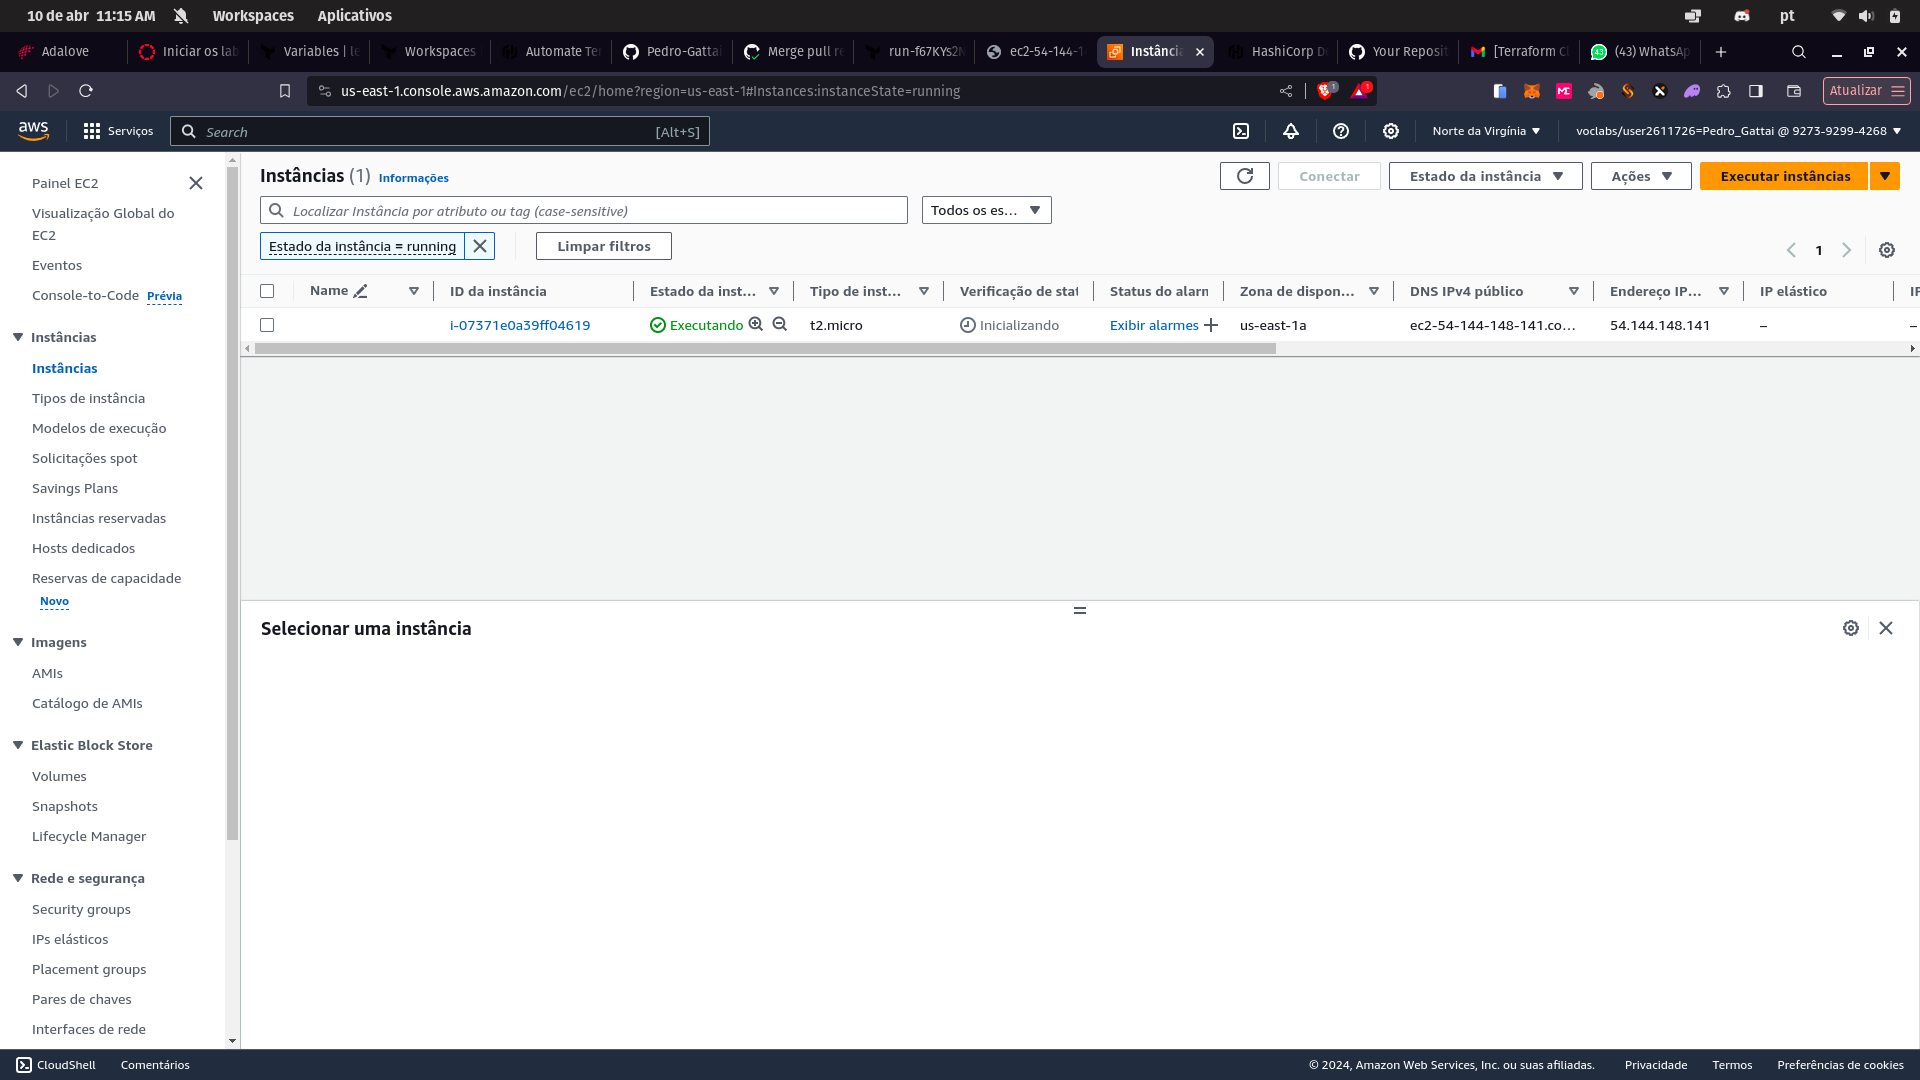 10 de abr 11:15 AM
Workspaces
Aplicativos
pt
Adalove
Iniciar os lab
Variables | le
Workspaces
Automate Ter
Pedro-Gattai
Merge pull re
run-f67KYs2N
ec2-54-144-1
Instância
HashiCorp De
Your Reposit
[Terraform Cl
(43) WhatsAp
us-east-1.console.aws.amazon.com/ec2/home?region=us-east-1#Instances:instanceState=running
Atualizar
aws
Serviços
Search
[Alt+S]
Norte da Virgínia
voclabs/user2611726=Pedro_Gattai @ 9273-9299-4268
Painel EC2
Visualização Global do
EC2
Eventos
Console-to-Code Prévia
Instâncias
Instâncias
Tipos de instância
Modelos de execução
Solicitações spot
Savings Plans
Instâncias reservadas
Hosts dedicados
Reservas de capacidade
Novo
Imagens
AMIs
Catálogo de AMIs
Elastic Block Store
Volumes
Snapshots
Lifecycle Manager
Rede e segurança
Security groups
IPs elásticos
Placement groups
Pares de chaves
Interfaces de rede
Instâncias (1) Informações
Conectar
Estado da instância
Ações
Executar instâncias
Localizar Instância por atributo ou tag (case-sensitive)
Todos os es...
Estado da instância = running
Limpar filtros
1
Name
ID da instância
Estado da inst...
Tipo de inst...
Verificação de stat
Status do alarm
Zona de dispon...
DNS IPv4 público
Endereço IP...
IP elástico
IP
i-07371e0a39ff04619
Executando
t2.micro
Inicializando
Exibir alarmes
us-east-1a
ec2-54-144-148-141.co...
54.144.148.141
–
–
Selecionar uma instância
CloudShell
Comentários
© 2024, Amazon Web Services, Inc. ou suas afiliadas.
Privacidade
Termos
Preferências de cookies